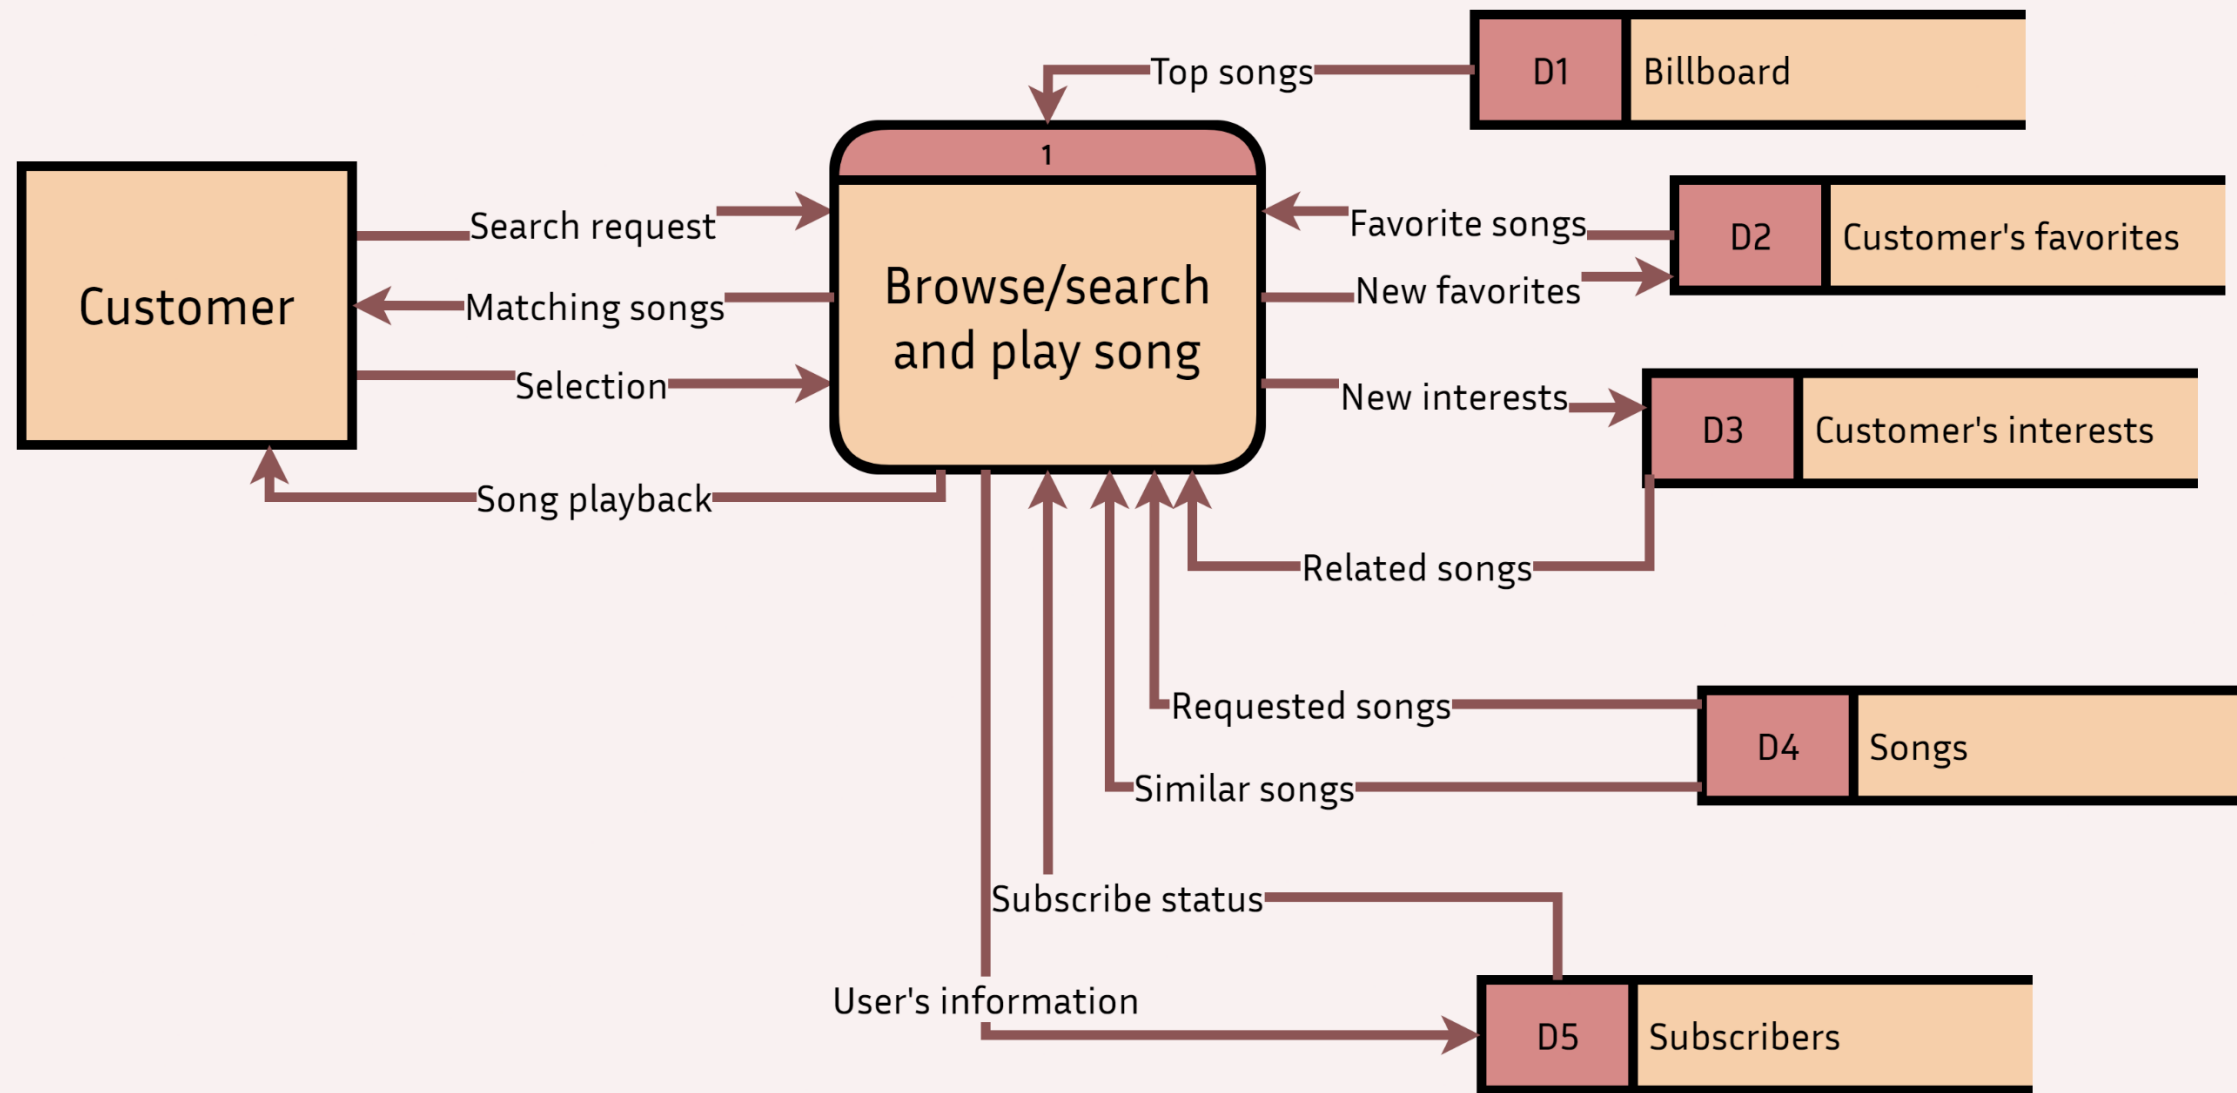 Top songs
D1
Billboard
1
Search request
Favorite songs
D2
Customer's favorites
Customer
Browse/search
and play song
Matching songs
New favorites
Selection
New interests
D3
Customer's interests
Song playback
Related songs
Requested songs
D4
Songs
Similar songs
Subscribe status
User's information
D5
Subscribers